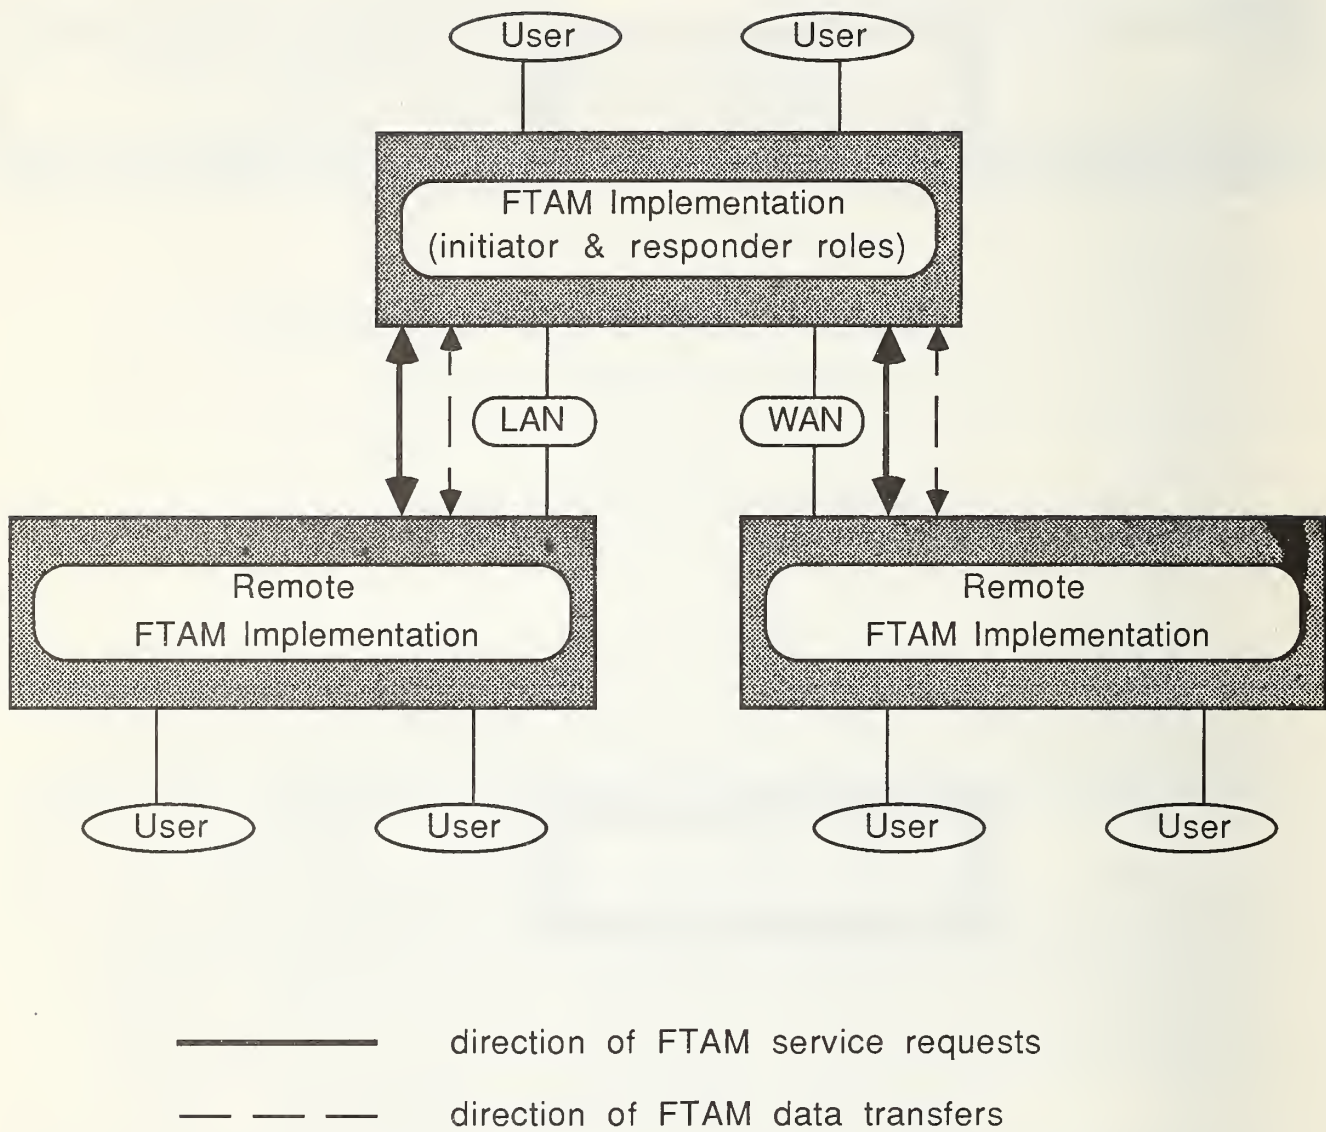 User
User
FTAM Implementation
(initiator & responder roles)
LAN
WAN
Remote
FTAM Implementation
Remote
FTAM Implementation
User
User
User
User
direction of FTAM service requests
direction of FTAM data transfers